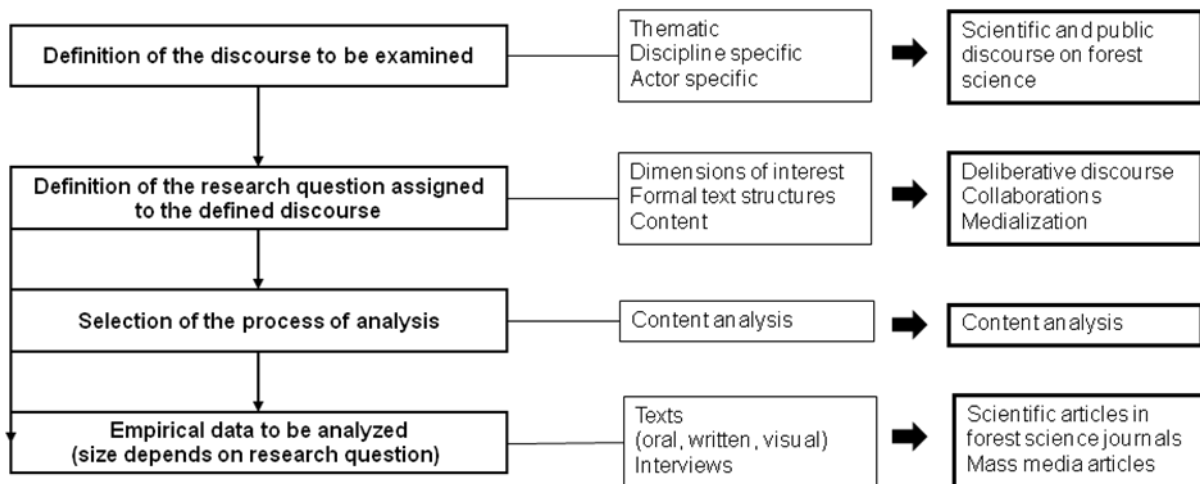 Definition of the discourse to be examined
Thematic
Discipline specific
Actor specific
Scientific and public
discourse on forest
science
Definition of the research question assigned
to the defined discourse
Dimensions of interest
Formal text structures
Content
Deliberative discourse
Collaborations
Medialization
Selection of the process of analysis
Content analysis
Content analysis
Empirical data to be analyzed
(size depends on research question)
Texts
(oral, written, visual)
Interviews
Scientific articles in
forest science journals
Mass media articles